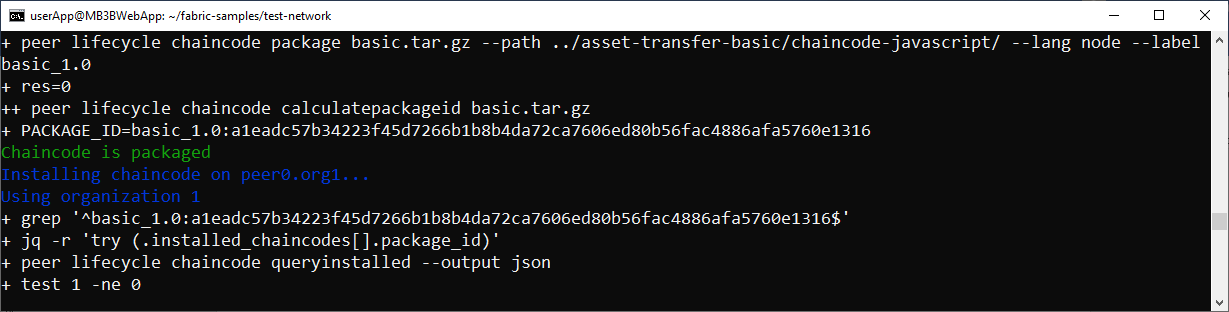 userApp@MB3BWebApp: ~/fabric-samples/test-network
+ peer lifecycle chaincode package basic.tar.gz --path ../asset-transfer-basic/chaincode-javascript/ --lang node --label
basic_1.0
+ res=0
++ peer lifecycle chaincode calculatepackageid basic.tar.gz
+ PACKAGE_ID=basic_1.0:a1eadc57b34223f45d7266b1b8b4da72ca7606ed80b56fac4886afa5760e1316
Chaincode is packaged
Installing chaincode on peer0.org1...
Using organization 1
+ grep '^basic_1.0:a1eadc57b34223f45d7266b1b8b4da72ca7606ed80b56fac4886afa5760e1316$'
+ jq -r 'try (.installed_chaincodes[].package_id)'
+ peer lifecycle chaincode queryinstalled --output json
+ test 1 -ne 0